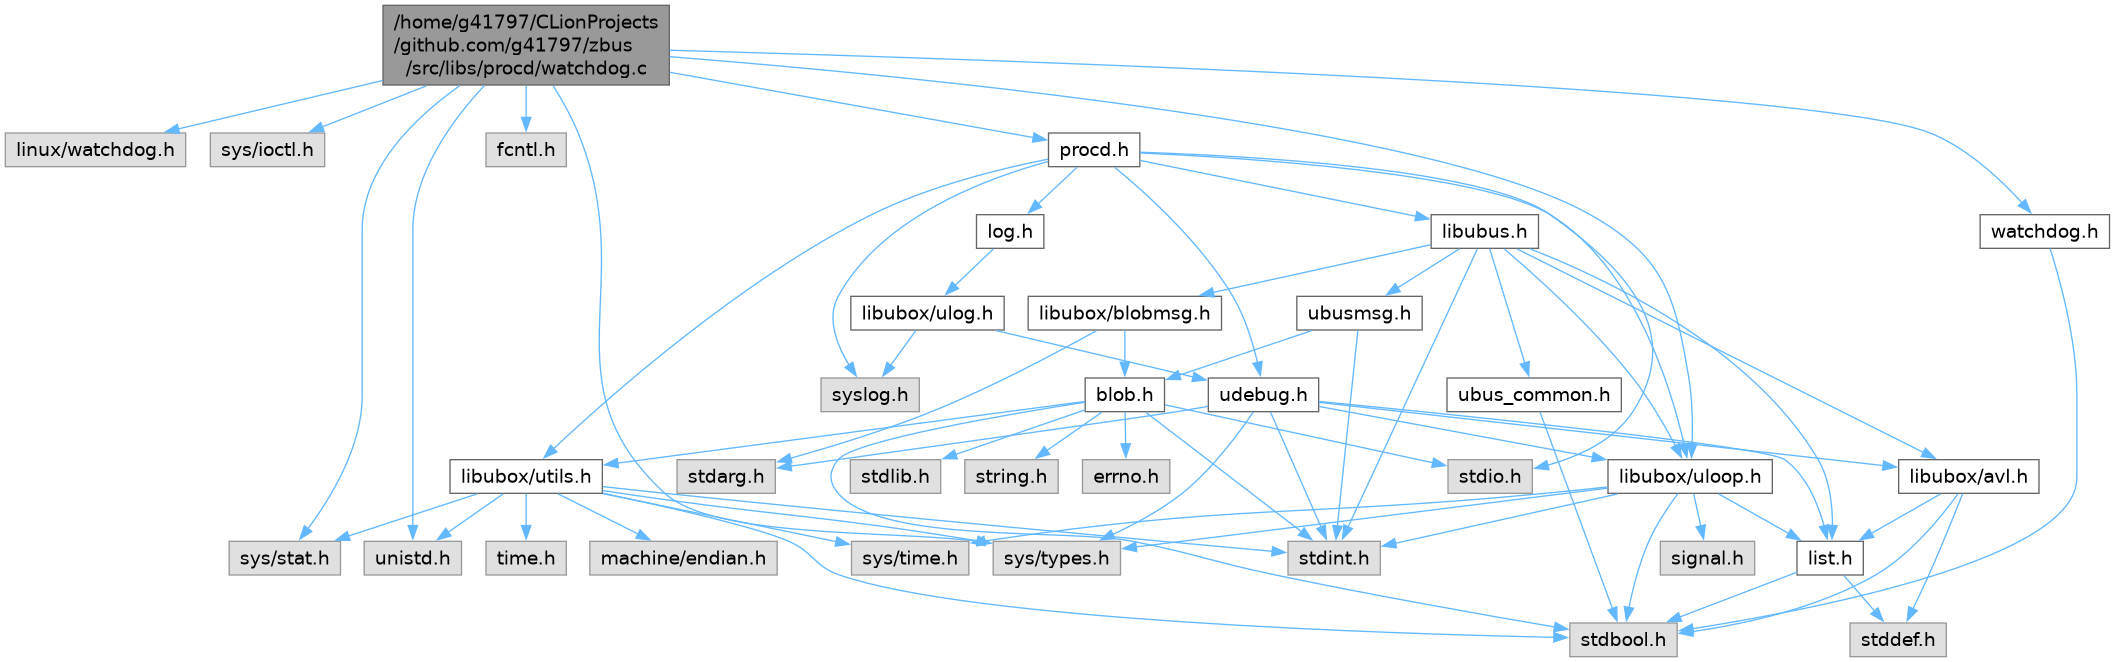 /home/g41797/CLionProjects
/github.com/g41797/zbus
/src/libs/procd/watchdog.c
linux/watchdog.h
sys/ioctl.h
fcntl.h
procd.h
log.h
libubus.h
watchdog.h
libubox/ulog.h
libubox/blobmsg.h
ubusmsg.h
syslog.h
blob.h
udebug.h
ubus_common.h
libubox/utils.h
stdarg.h
stdlib.h
string.h
errno.h
stdio.h
libubox/uloop.h
libubox/avl.h
sys/stat.h
unistd.h
time.h
machine/endian.h
sys/time.h
sys/types.h
stdint.h
signal.h
list.h
stdbool.h
stddef.h